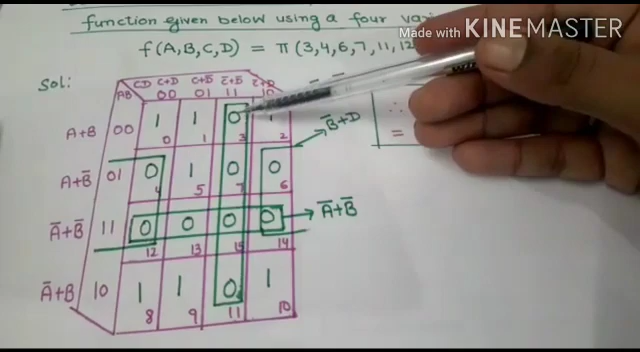 Made with KINEMASTER
function given below using a four vari
f(A,B,C,D) = π(3,4,6,7,11,12
Sol:
CD C+D C+D̄ C̄+D̄ C̄+D
AB 00 01 11 10
A+B 00 1 1 0 1
0 1 3 2
B̄+D
∴
=
A+B̄ 01 0 1 0 0
4 5 7 6
Ā+B̄ 11 0 0 0 0 → Ā+B̄
12 13 15 14
Ā+B 10 1 1 0 1
8 9 11 10